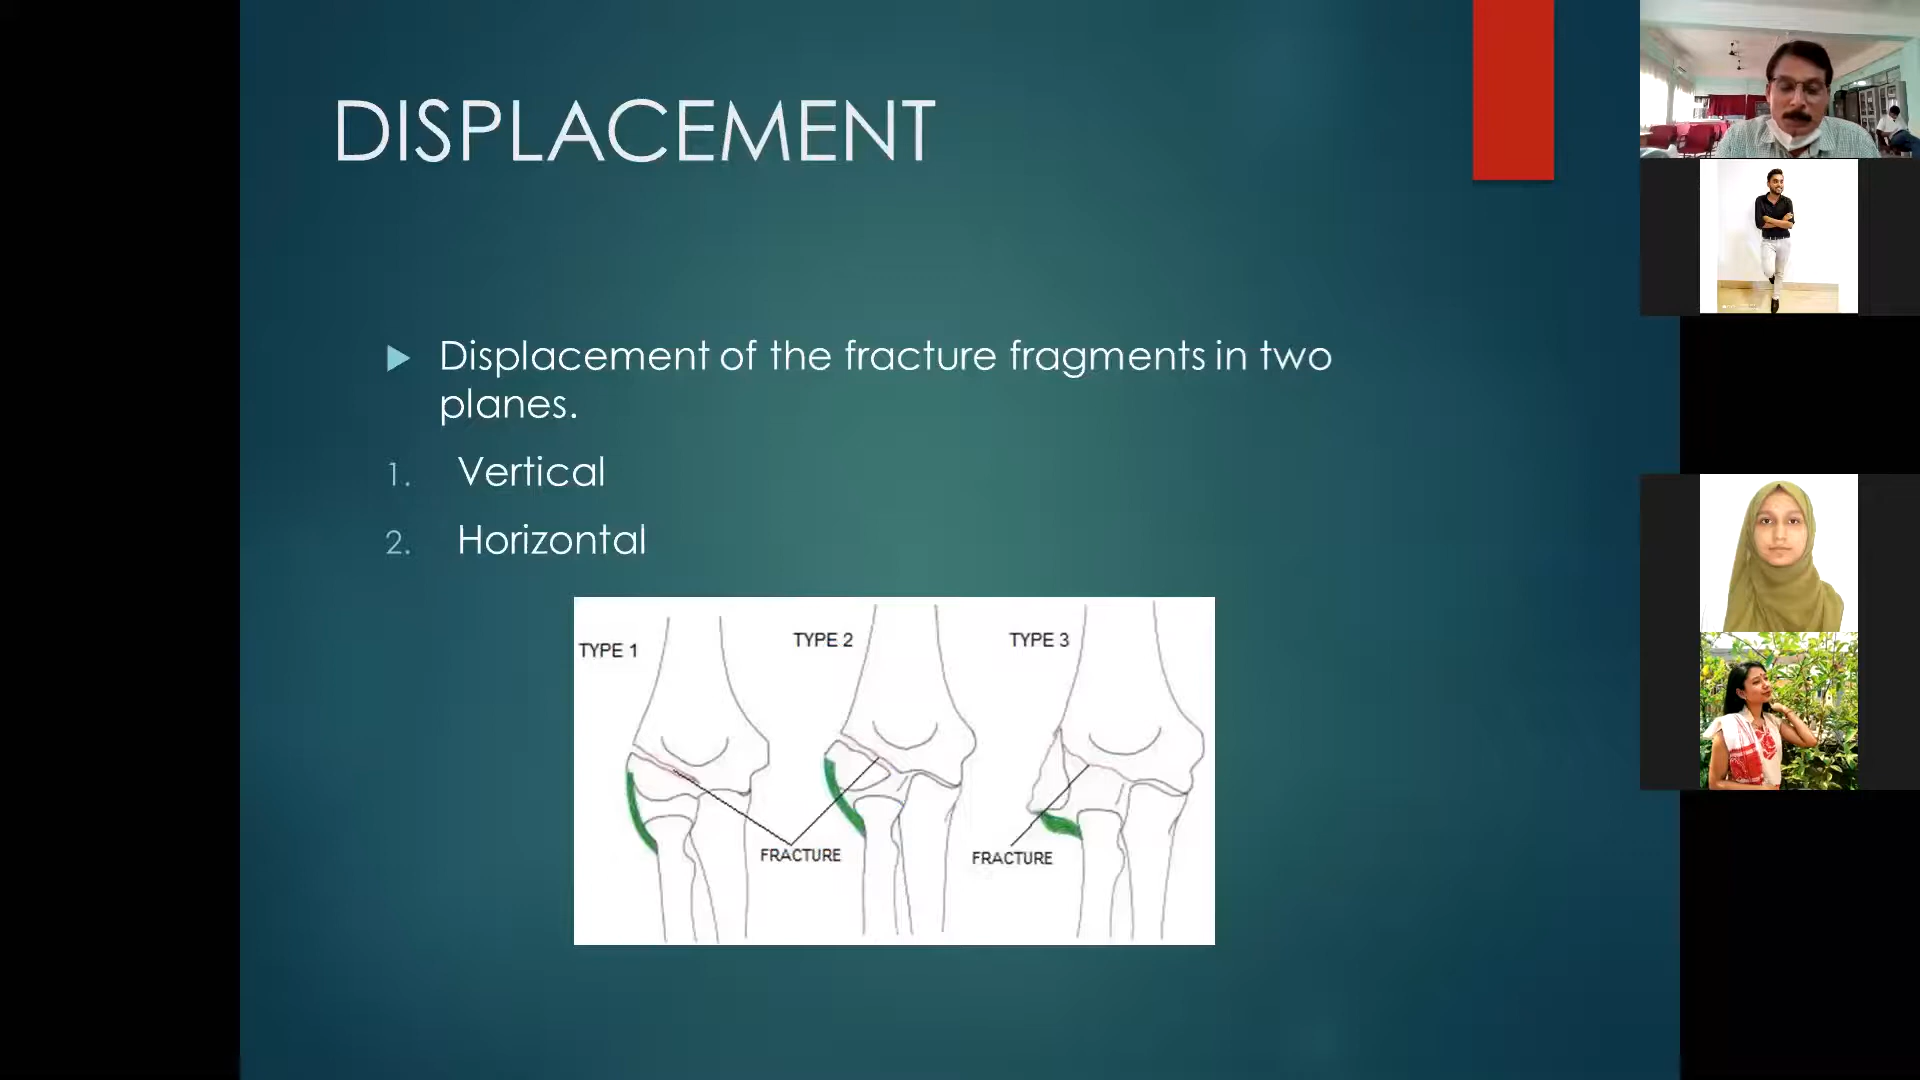 DISPLACEMENT
Displacement of the fracture fragments in two
planes.
1. Vertical
2. Horizontal
TYPE 1
TYPE 2
TYPE 3
FRACTURE
FRACTURE